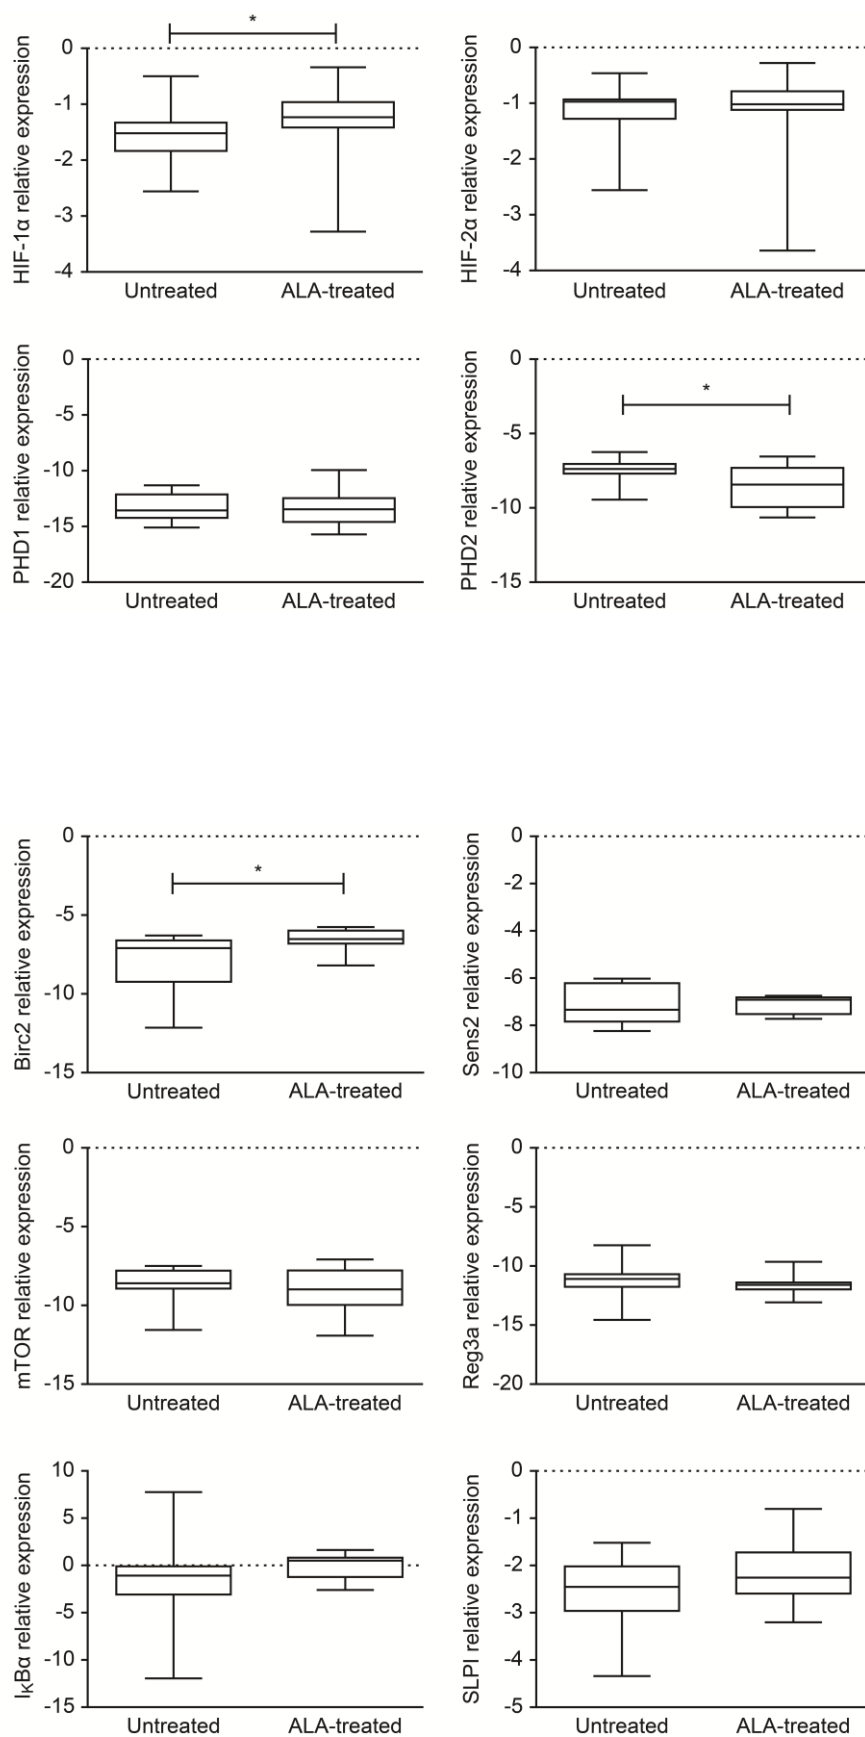 *
HIF-1α relative expression
0
-1
-2
-3
-4
Untreated ALA-treated
HIF-2α relative expression
0
-1
-2
-3
-4
Untreated ALA-treated
PHD1 relative expression
0
-5
-10
-15
-20
Untreated ALA-treated
PHD2 relative expression
0
-5
-10
-15
*
Untreated ALA-treated
Birc2 relative expression
0
-5
-10
-15
*
Untreated ALA-treated
Sens2 relative expression
0
-2
-4
-6
-8
-10
Untreated ALA-treated
mTOR relative expression
0
-5
-10
-15
Untreated ALA-treated
Reg3a relative expression
0
-5
-10
-15
-20
Untreated ALA-treated
IKBα relative expression
10
5
0
-5
-10
-15
Untreated ALA-treated
SLPI relative expression
0
-1
-2
-3
-4
-5
Untreated ALA-treated